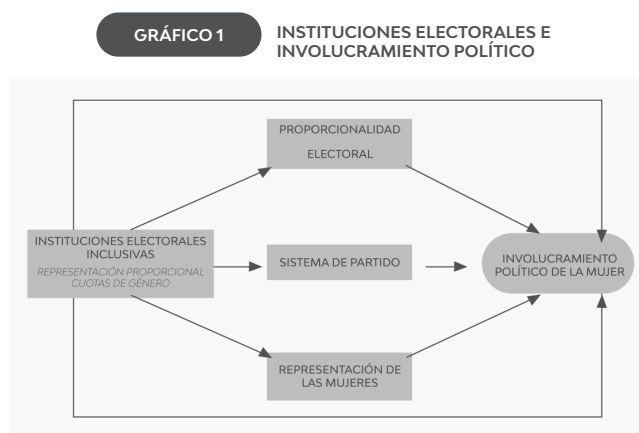 GRÁFICO 1
INSTITUCIONES ELECTORALES E
INVOLUCRAMIENTO POLÍTICO
PROPORCIONALIDAD
ELECTORAL
INSTITUCIONES ELECTORALES
INCLUSIVAS
REPRESENTACIÓN PROPORCIONAL
CUOTAS DE GÉNERO
SISTEMA DE PARTIDO
INVOLUCRAMIENTO
POLÍTICO DE LA MUJER
REPRESENTACIÓN DE
LAS MUJERES